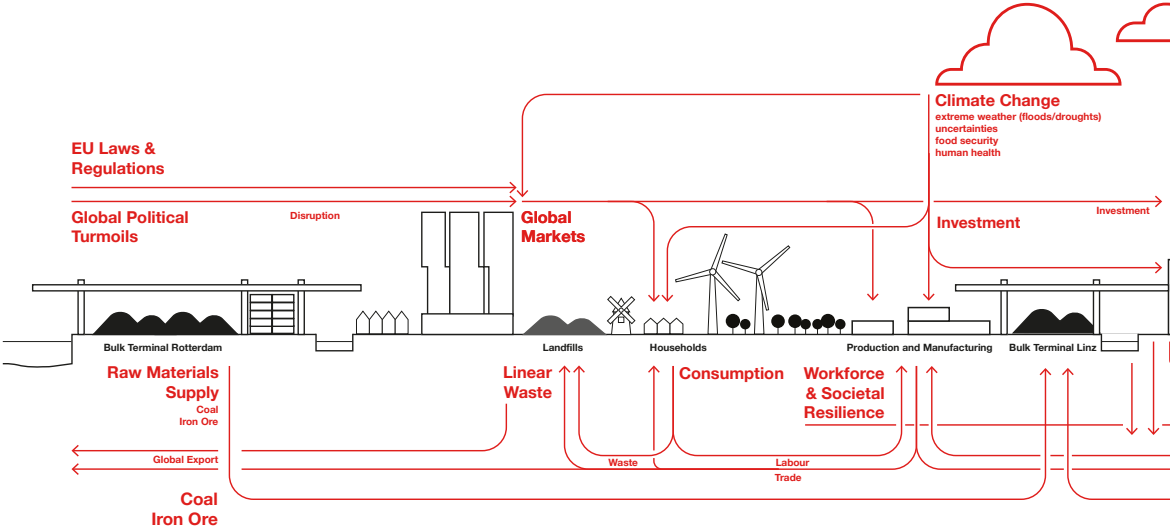 Climate Change
extreme weather (floods/droughts)
uncertainties
food security
human health
EU Laws &
Regulations
Global Political
Turmoils
Disruption
Global
Markets
Investment
Investment
Bulk Terminal Rotterdam
Landfills
Households
Production and Manufacturing
Bulk Terminal Linz
Raw Materials
Supply
Coal
Iron Ore
Linear
Waste
Consumption
Workforce
& Societal
Resilience
Global Export
Waste
Labour
Trade
Coal
Iron Ore